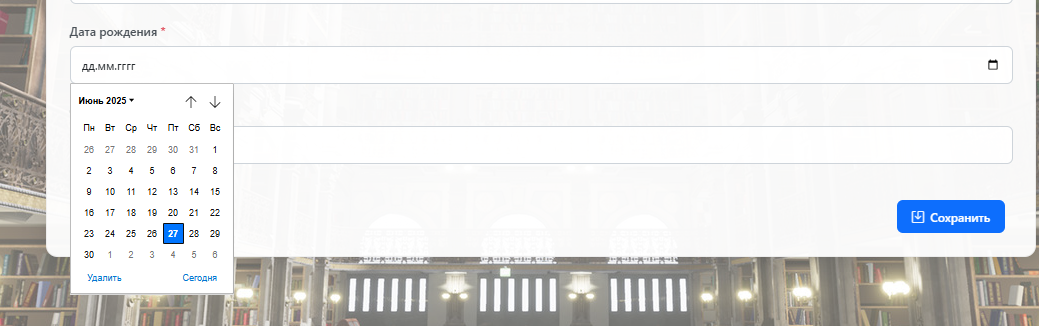 Дата рождения *
дд.мм.гггг
Июнь 2025
Пн Вт Ср Чт Пт Сб Вс
26 27 28 29 30 31 1
2 3 4 5 6 7 8
9 10 11 12 13 14 15
16 17 18 19 20 21 22
23 24 25 26 27 28 29
30 1 2 3 4 5 6
Удалить Сегодня
Сохранить